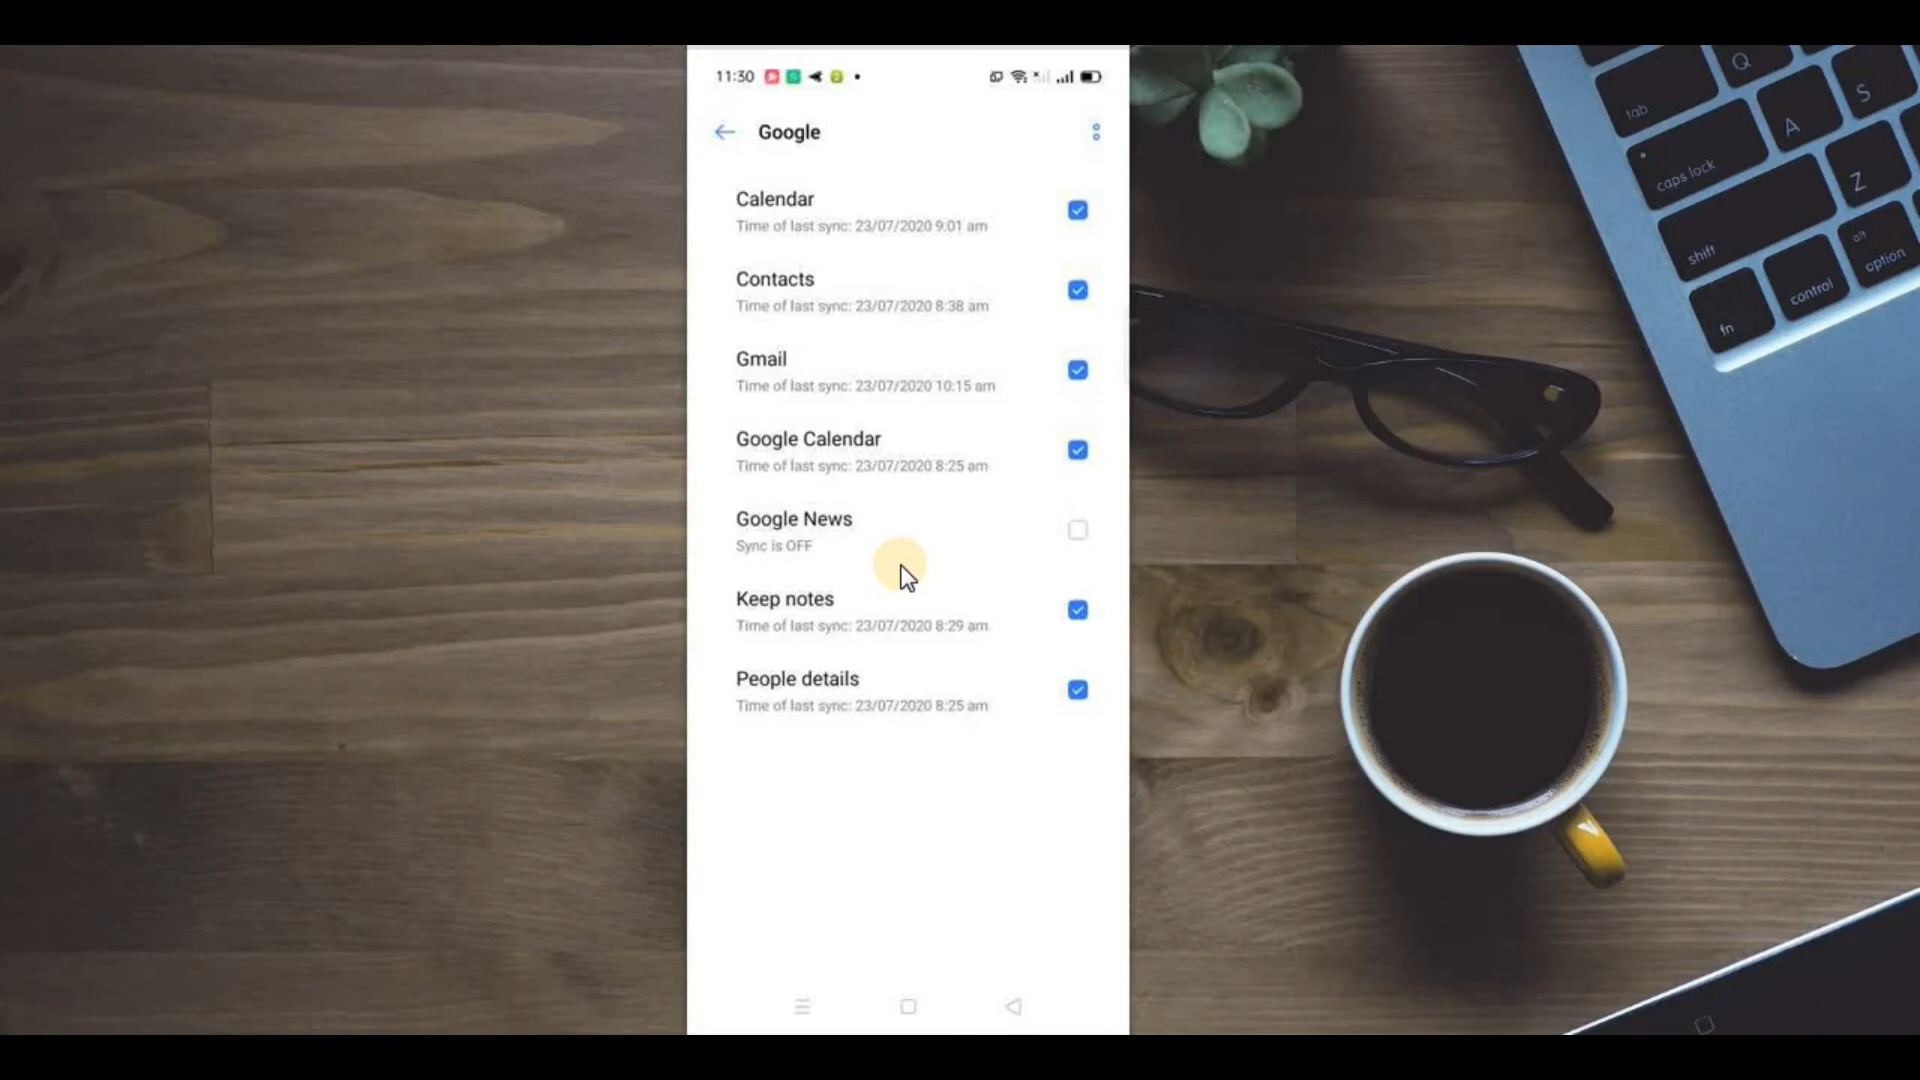 11:30
Google
Calendar
Time of last sync: 23/07/2020 9:01 am
Contacts
Time of last sync: 23/07/2020 8:38 am
Gmail
Time of last sync: 23/07/2020 10:15 am
Google Calendar
Time of last sync: 23/07/2020 8:25 am
Google News
Sync is OFF
Keep notes
Time of last sync: 23/07/2020 8:29 am
People details
Time of last sync: 23/07/2020 8:25 am
tab
Q
caps lock
A
S
shift
Z
fn
control
alt
option